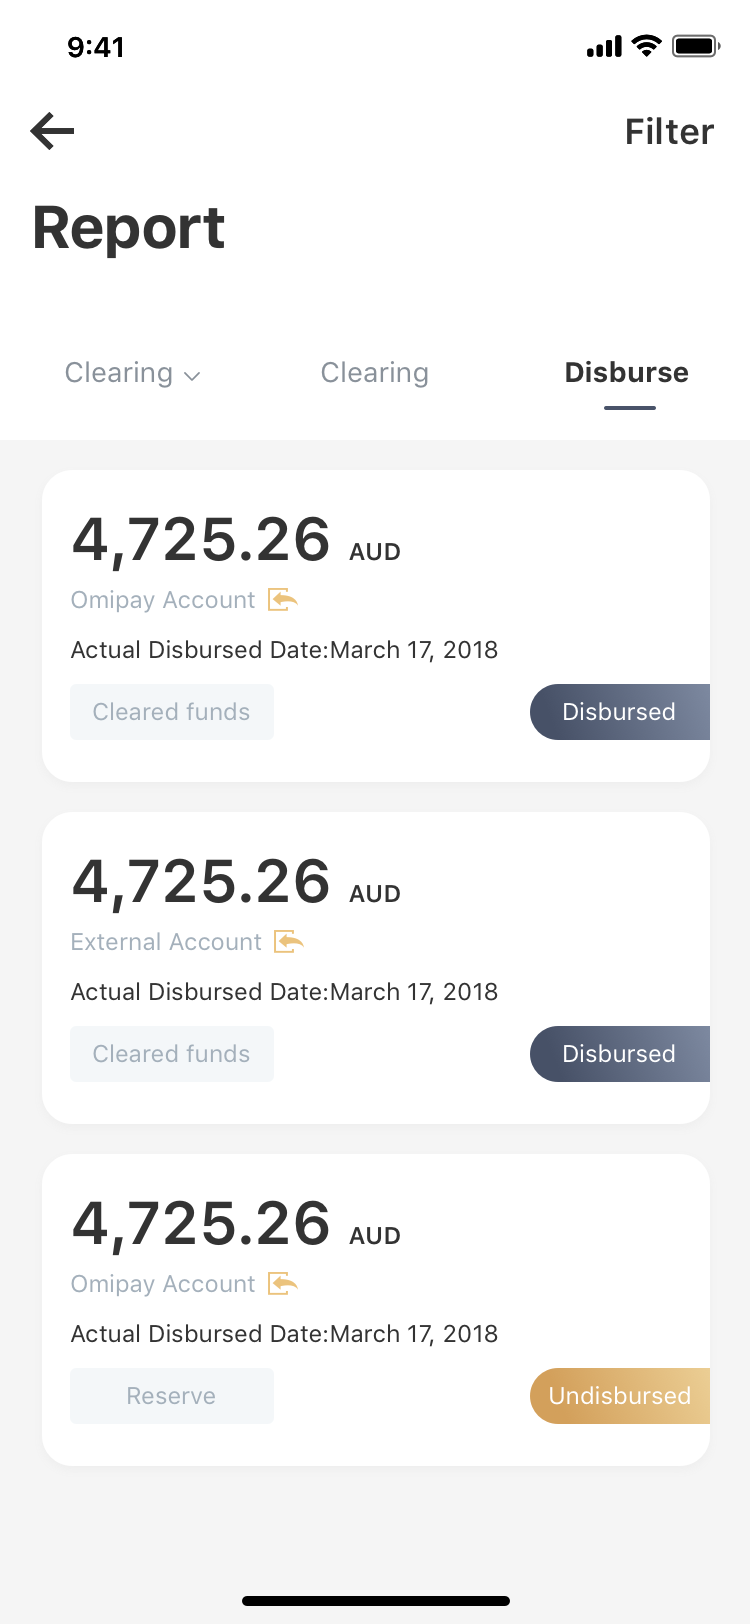 9:41
Filter
Report
Clearing Clearing Disburse
4,725.26 AUD
Omipay Account
Actual Disbursed Date:March 17, 2018
Cleared funds Disbursed
4,725.26 AUD
External Account
Actual Disbursed Date:March 17, 2018
Cleared funds Disbursed
4,725.26 AUD
Omipay Account
Actual Disbursed Date:March 17, 2018
Reserve Undisbursed